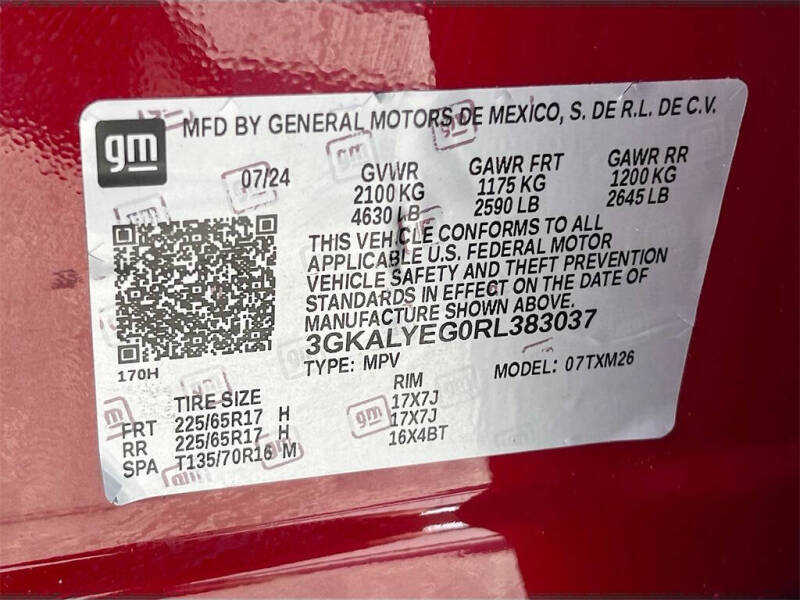 gm MFD BY GENERAL MOTORS DE MEXICO, S. DE R.L. DE C.V.
07/24 GVWR GAWR FRT GAWR RR
2100 KG 1175 KG 1200 KG
4630 LB 2590 LB 2645 LB
THIS VEHICLE CONFORMS TO ALL
APPLICABLE U.S. FEDERAL MOTOR
VEHICLE SAFETY AND THEFT PREVENTION
STANDARDS IN EFFECT ON THE DATE OF
MANUFACTURE SHOWN ABOVE.
3GKALYEG0RL383037
170H TYPE: MPV MODEL: 07TXM26
TIRE SIZE RIM
FRT 225/65R17 H 17X7J
RR 225/65R17 H 17X7J
SPA T135/70R16 M 16X4BT